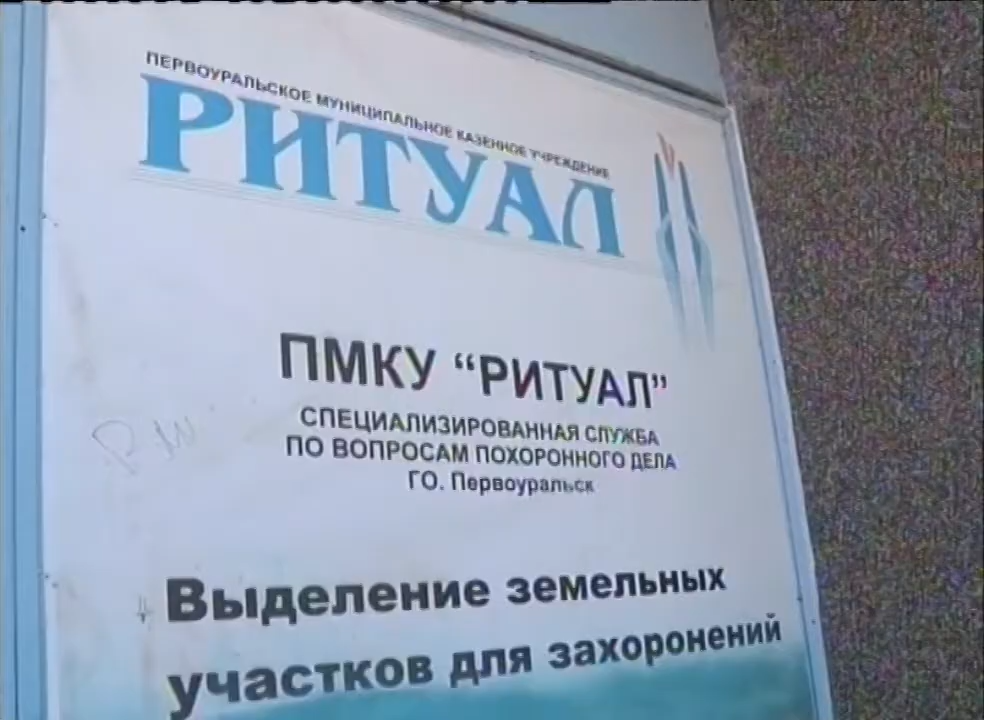 ПЕРВОУРАЛЬСКОЕ МУНИЦИПАЛЬНОЕ КАЗЕННОЕ УЧРЕЖДЕНИЕ
РИТУАЛ
ПМКУ “РИТУАЛ”
СПЕЦИАЛИЗИРОВАННАЯ СЛУЖБА
ПО ВОПРОСАМ ПОХОРОННОГО ДЕЛА
ГО. Первоуральск
Выделение земельных
участков для захоронений